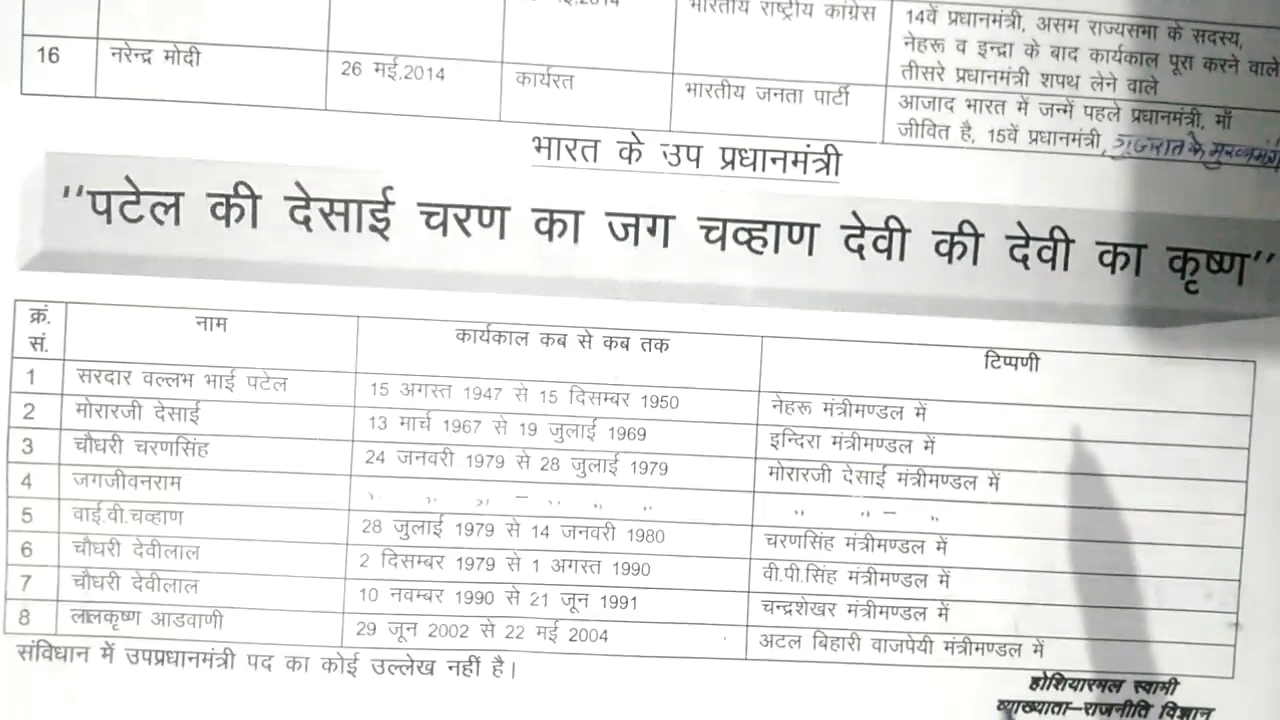 भारतीय राष्ट्रीय कांग्रेस
14वें प्रधानमंत्री, असम राज्यसभा के सदस्य,
नेहरू व इन्द्रा के बाद कार्यकाल पूरा करने वाले
तीसरे प्रधानमंत्री शपथ लेने वाले
16 नरेन्द्र मोदी 26 मई,2014 कार्यरत भारतीय जनता पार्टी आजाद भारत में जन्में पहले प्रधानमंत्री, माँ
जीवित है, 15वें प्रधानमंत्री, गुजरात के मुख्यमंत्री
भारत के उप प्रधानमंत्री
"पटेल की देसाई चरण का जग चव्हाण देवी की देवी का कृष्ण"
क्रं. सं. नाम कार्यकाल कब से कब तक टिप्पणी
1 सरदार वल्लभ भाई पटेल 15 अगस्त 1947 से 15 दिसम्बर 1950 नेहरू मंत्रीमण्डल में
2 मोरारजी देसाई 13 मार्च 1967 से 19 जुलाई 1969 इन्दिरा मंत्रीमण्डल में
3 चौधरी चरणसिंह 24 जनवरी 1979 से 28 जुलाई 1979 मोरारजी देसाई मंत्रीमण्डल में
4 जगजीवनराम ,, ,, ,, – ,, ,, ,, ,, ,, – ,,
5 वाई.वी.चव्हाण 28 जुलाई 1979 से 14 जनवरी 1980 चरणसिंह मंत्रीमण्डल में
6 चौधरी देवीलाल 2 दिसम्बर 1979 से 1 अगस्त 1990 वी.पी.सिंह मंत्रीमण्डल में
7 चौधरी देवीलाल 10 नवम्बर 1990 से 21 जून 1991 चन्द्रशेखर मंत्रीमण्डल में
8 लालकृष्ण आडवाणी 29 जून 2002 से 22 मई 2004 अटल बिहारी वाजपेयी मंत्रीमण्डल में
संविधान में उपप्रधानमंत्री पद का कोई उल्लेख नहीं है।
होशियारमल स्वामी
व्याख्याता–राजनीति विज्ञान